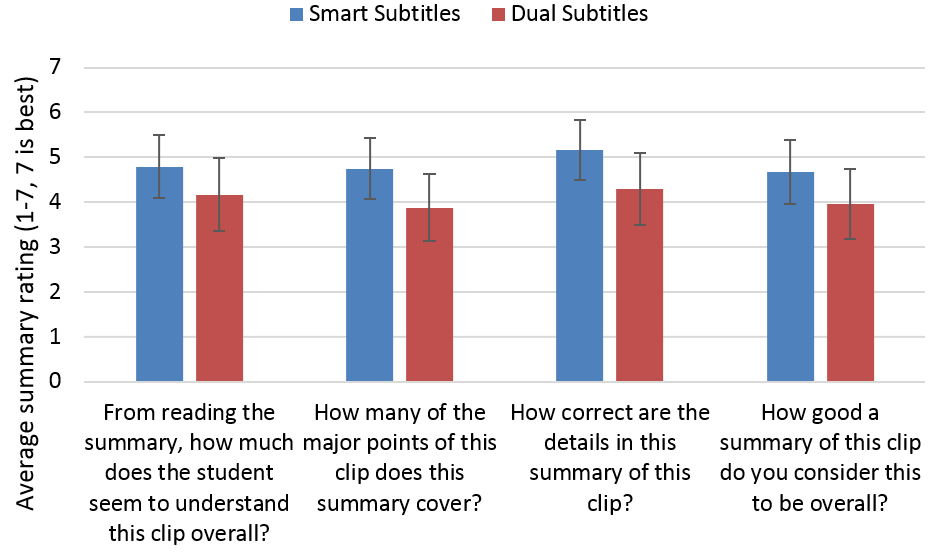 Smart Subtitles Dual Subtitles
Average summary rating (1-7, 7 is best)
7
6
5
4
3
2
1
0
From reading the
summary, how much
does the student
seem to understand
this clip overall?
How many of the
major points of this
clip does this
summary cover?
How correct are the
details in this
summary of this
clip?
How good a
summary of this clip
do you consider this
to be overall?